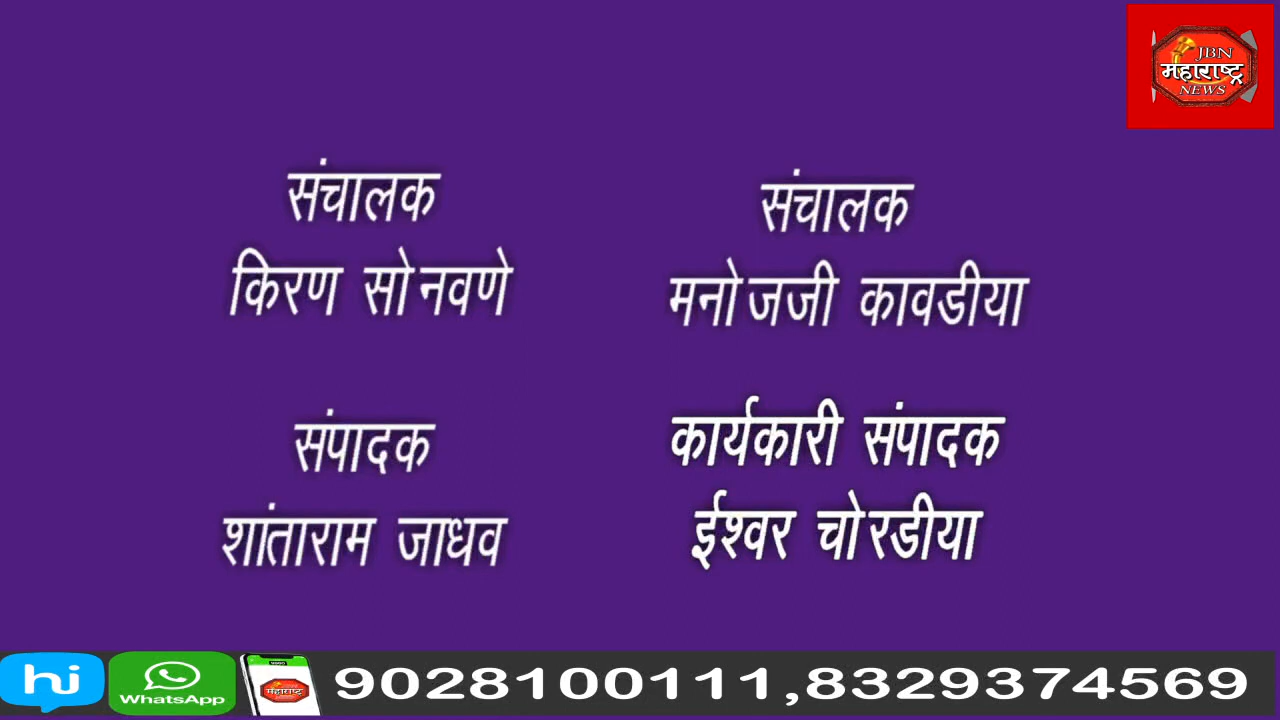 JBN
महाराष्ट्र
NEWS
संचालक
किरण सोनवणे
संचालक
मनोजजी कावडीया
संपादक
शांताराम जाधव
कार्यकारी संपादक
ईश्वर चोरडीया
hi
WhatsApp
महाराष्ट्र
9028100111,8329374569